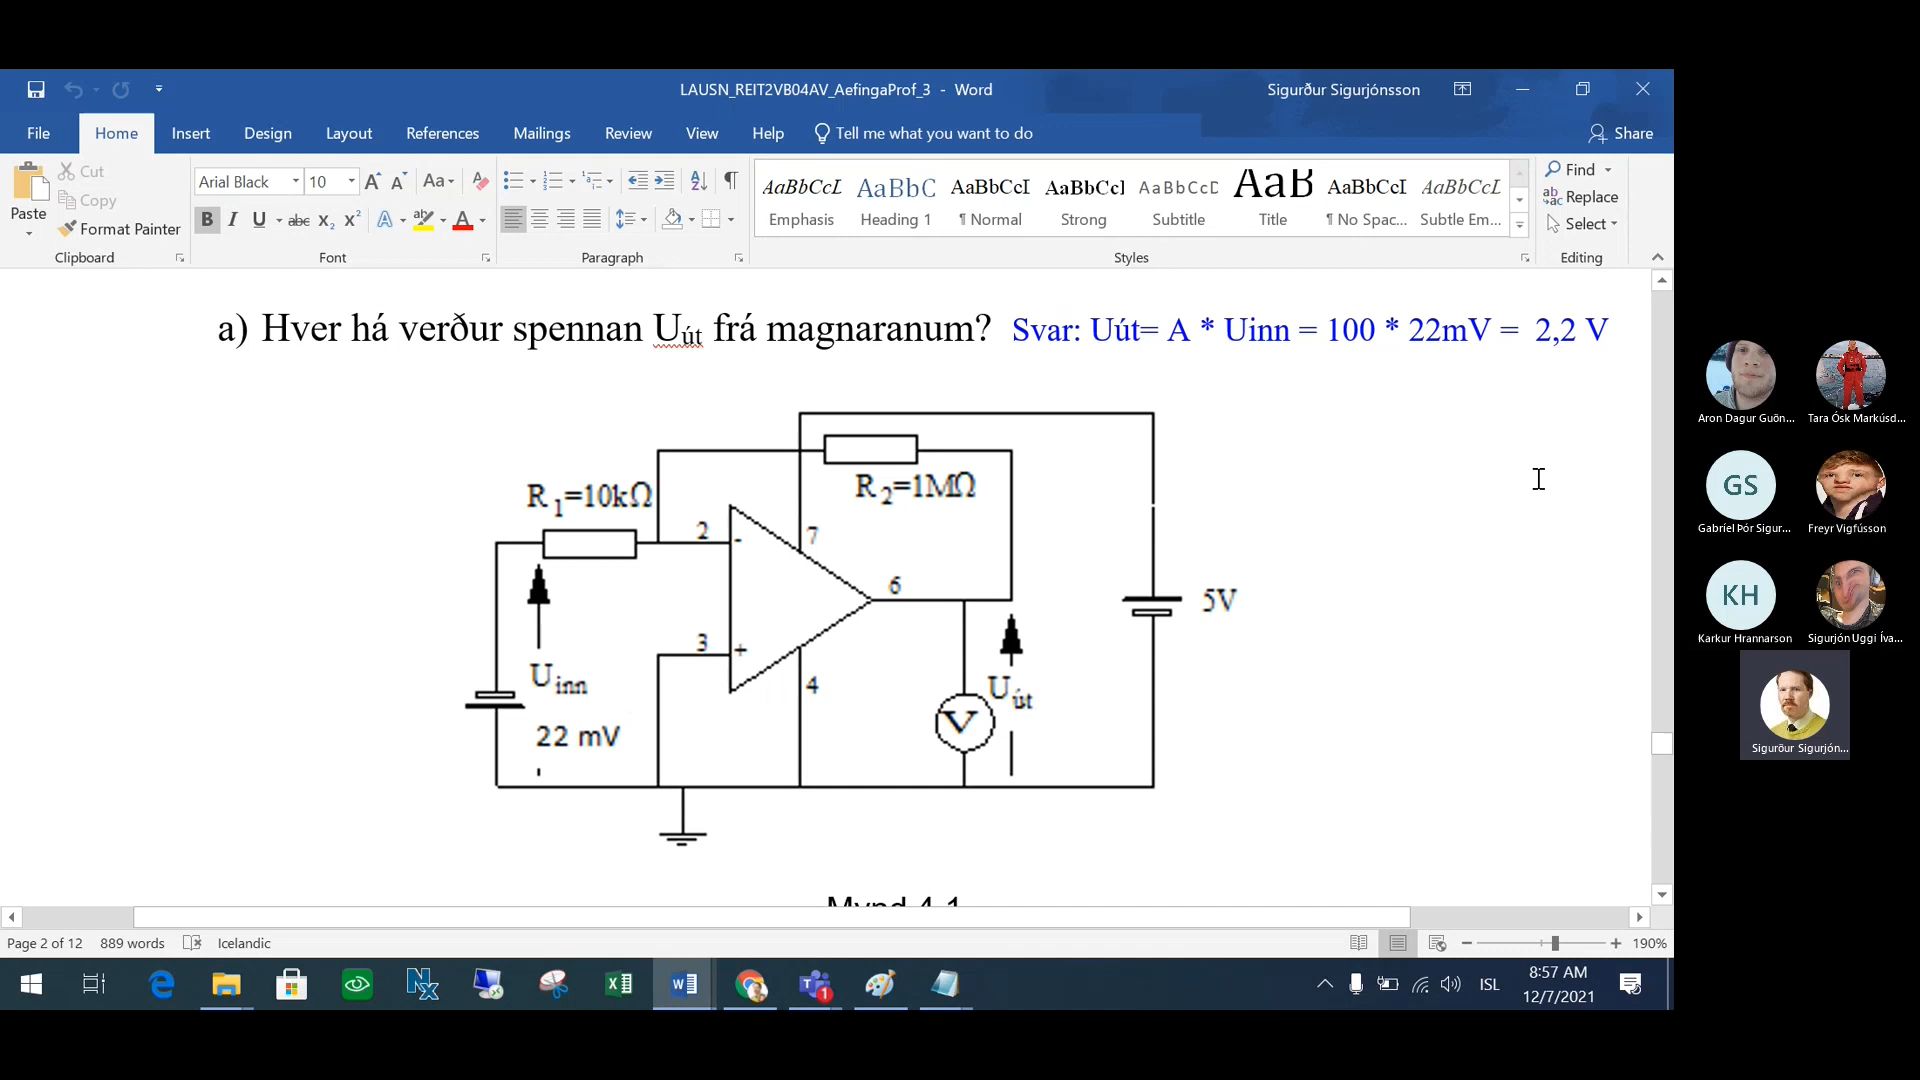 LAUSN_REIT2VB04AV_AefingaProf_3 - Word
Sigurður Sigurjónsson
File Home Insert Design Layout References Mailings Review View Help Tell me what you want to do Share
Paste
Cut
Copy
Format Painter
Clipboard
Arial Black 10
Font
Paragraph
AaBbCcL AaBbC AaBbCcI AaBbCcI AaBbCcD AaB AaBbCcI AaBbCcL
Emphasis Heading 1 ¶ Normal Strong Subtitle Title ¶ No Spac... Subtle Em...
Styles
Find
Replace
Select
Editing
a) Hver há verður spennan Uút frá magnaranum? Svar: Uút= A * Uinn = 100 * 22mV = 2,2 V
R1=10kΩ
R2=1MΩ
2
-
7
6
5V
3
+
4
Uinn
22 mV
V
Uút
Mynd 4.1
Page 2 of 12 889 words Icelandic 190%
ISL
8:57 AM
12/7/2021
1
Aron Dagur Guðn...
Tara Ósk Markúsd...
GS
Gabríel Þór Sigur...
Freyr Vigfússon
KH
Karkur Hrannarson
Sigurjón Uggi Íva...
Sigurður Sigurjón...